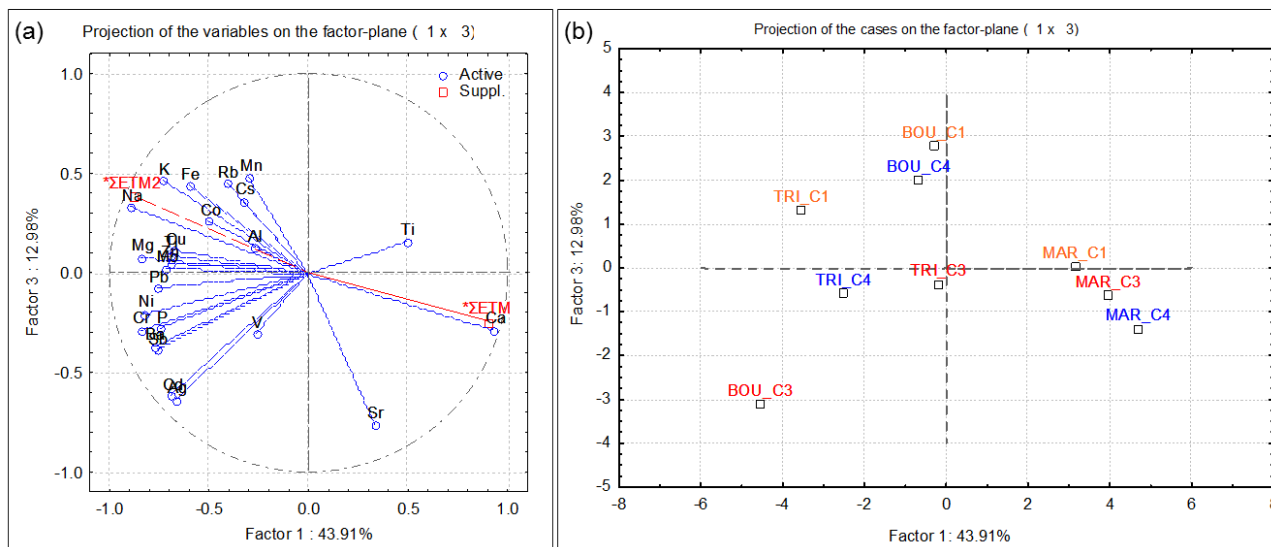 (a)
Projection of the variables on the factor-plane ( 1 x 3)
Active
Suppl.
1.0
0.5
0.0
-0.5
-1.0
Factor 3 : 12.98%
K
Fe
Rb
Mn
*ΣETM2
Na
Cs
Co
Al
Ti
Cu
Mg
Pb
Ni
*ΣETM
Ca
Cr
P
V
Ag
Sr
-1.0
-0.5
0.0
0.5
1.0
Factor 1 : 43.91%
(b)
Projection of the cases on the factor-plane ( 1 x 3)
5
4
3
2
1
0
-1
-2
-3
-4
-5
Factor 3: 12.98%
BOU_C1
BOU_C4
TRI_C1
MAR_C1
TRI_C3
TRI_C4
MAR_C3
MAR_C4
BOU_C3
-8
-6
-4
-2
0
2
4
6
8
Factor 1: 43.91%